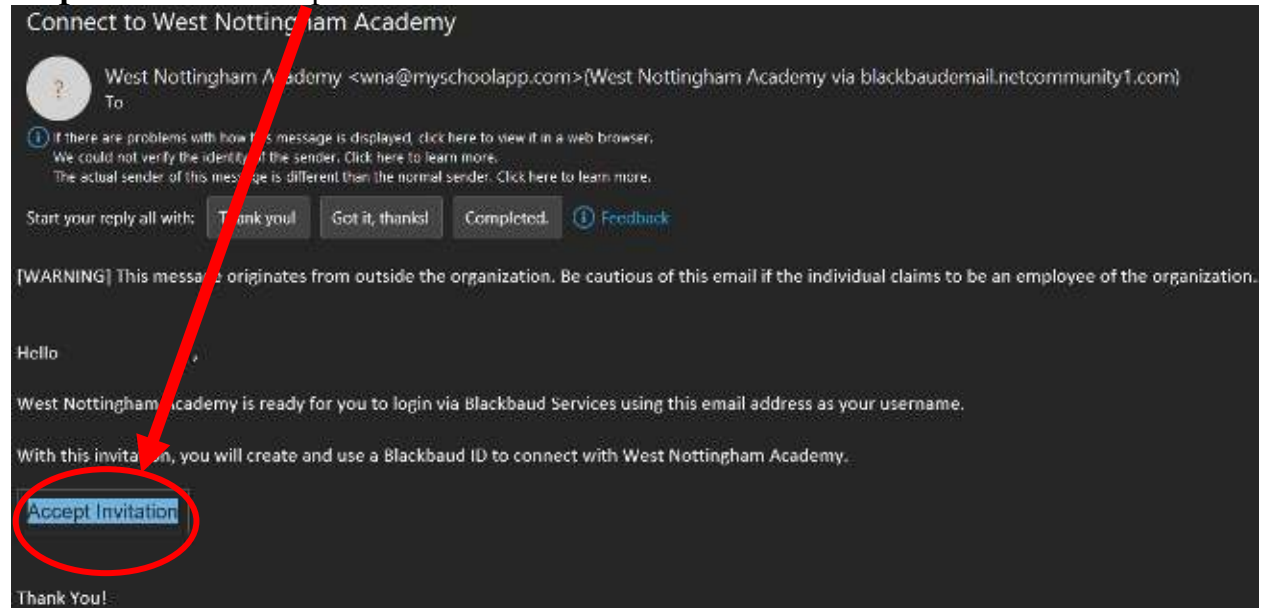 Connect to West Nottingham Academy
?
West Nottingham Academy <wna@myschoolapp.com>(West Nottingham Academy via blackbaudemail.netcommunity1.com)
To
If there are problems with how this message is displayed, click here to view it in a web browser.
We could not verify the identity of the sender. Click here to learn more.
The actual sender of this message is different than the normal sender. Click here to learn more.
Start your reply all with: Thank you! Got it, thanks! Completed. Feedback
[WARNING] This message originates from outside the organization. Be cautious of this email if the individual claims to be an employee of the organization.
Hello ,
West Nottingham Academy is ready for you to login via Blackbaud Services using this email address as your username.
With this invitation, you will create and use a Blackbaud ID to connect with West Nottingham Academy.
Accept Invitation
Thank You!